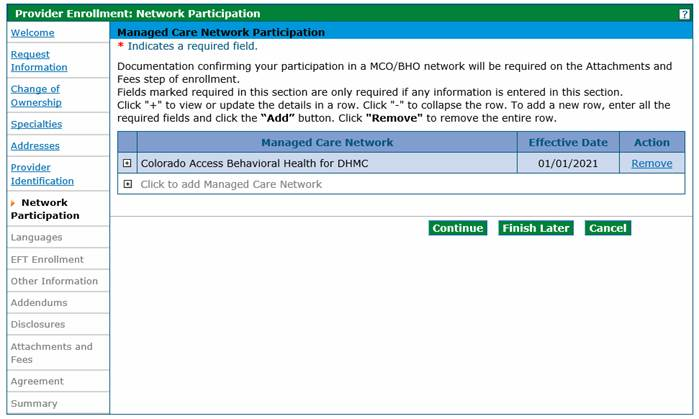 Provider Enrollment: Network Participation
?
Welcome
Request
Information
Change of
Ownership
Specialties
Addresses
Provider
Identification
Network
Participation
Languages
EFT Enrollment
Other Information
Addendums
Disclosures
Attachments and
Fees
Agreement
Summary
Managed Care Network Participation
* Indicates a required field.
Documentation confirming your participation in a MCO/BHO network will be required on the Attachments and
Fees step of enrollment.
Fields marked required in this section are only required if any information is entered in this section.
Click "+" to view or update the details in a row. Click "-" to collapse the row. To add a new row, enter all the
required fields and click the “Add” button. Click "Remove" to remove the entire row.
Managed Care Network Effective Date Action
+ Colorado Access Behavioral Health for DHMC 01/01/2021 Remove
+ Click to add Managed Care Network
Continue Finish Later Cancel